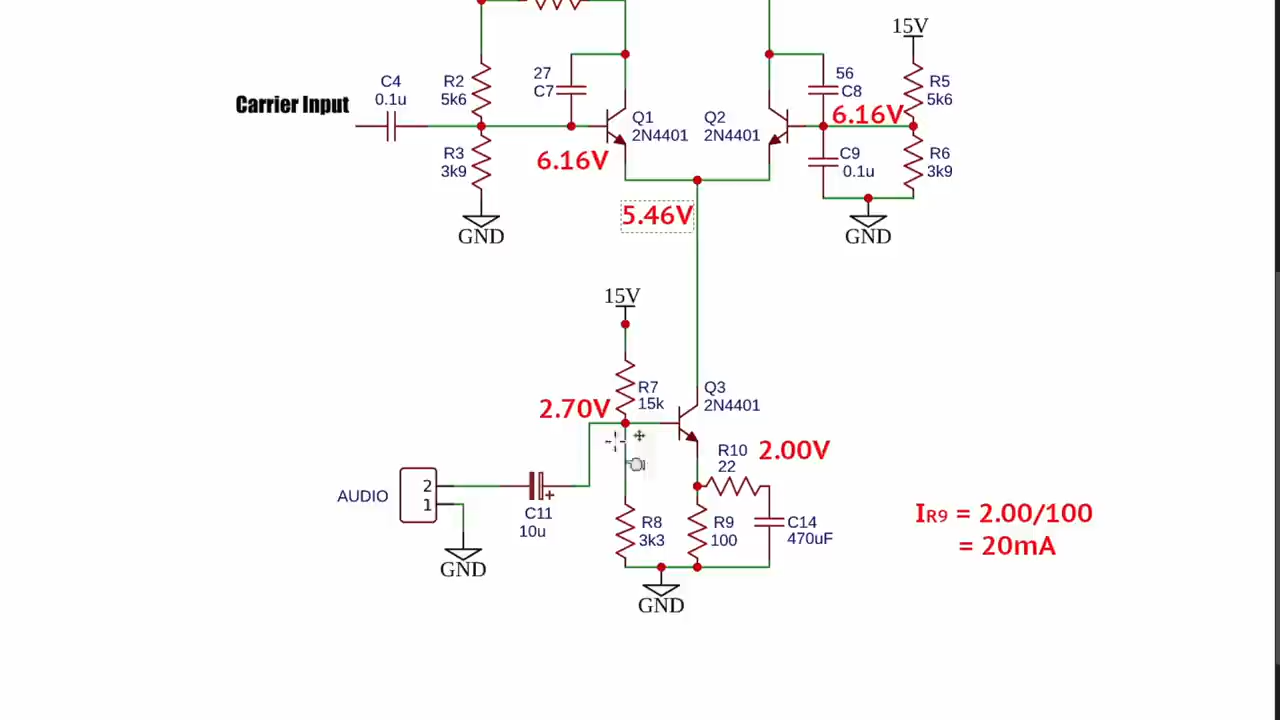 15V
C4
0.1u
R2
5k6
27
C7
56
C8
R5
5k6
Carrier Input
Q1
2N4401
Q2
2N4401
6.16V
6.16V
R3
3k9
C9
0.1u
R6
3k9
5.46V
GND
GND
15V
R7
15k
Q3
2N4401
2.70V
R10
22
2.00V
AUDIO
2
1
C11
10u
R8
3k3
R9
100
C14
470uF
IR9 = 2.00/100
= 20mA
GND
GND